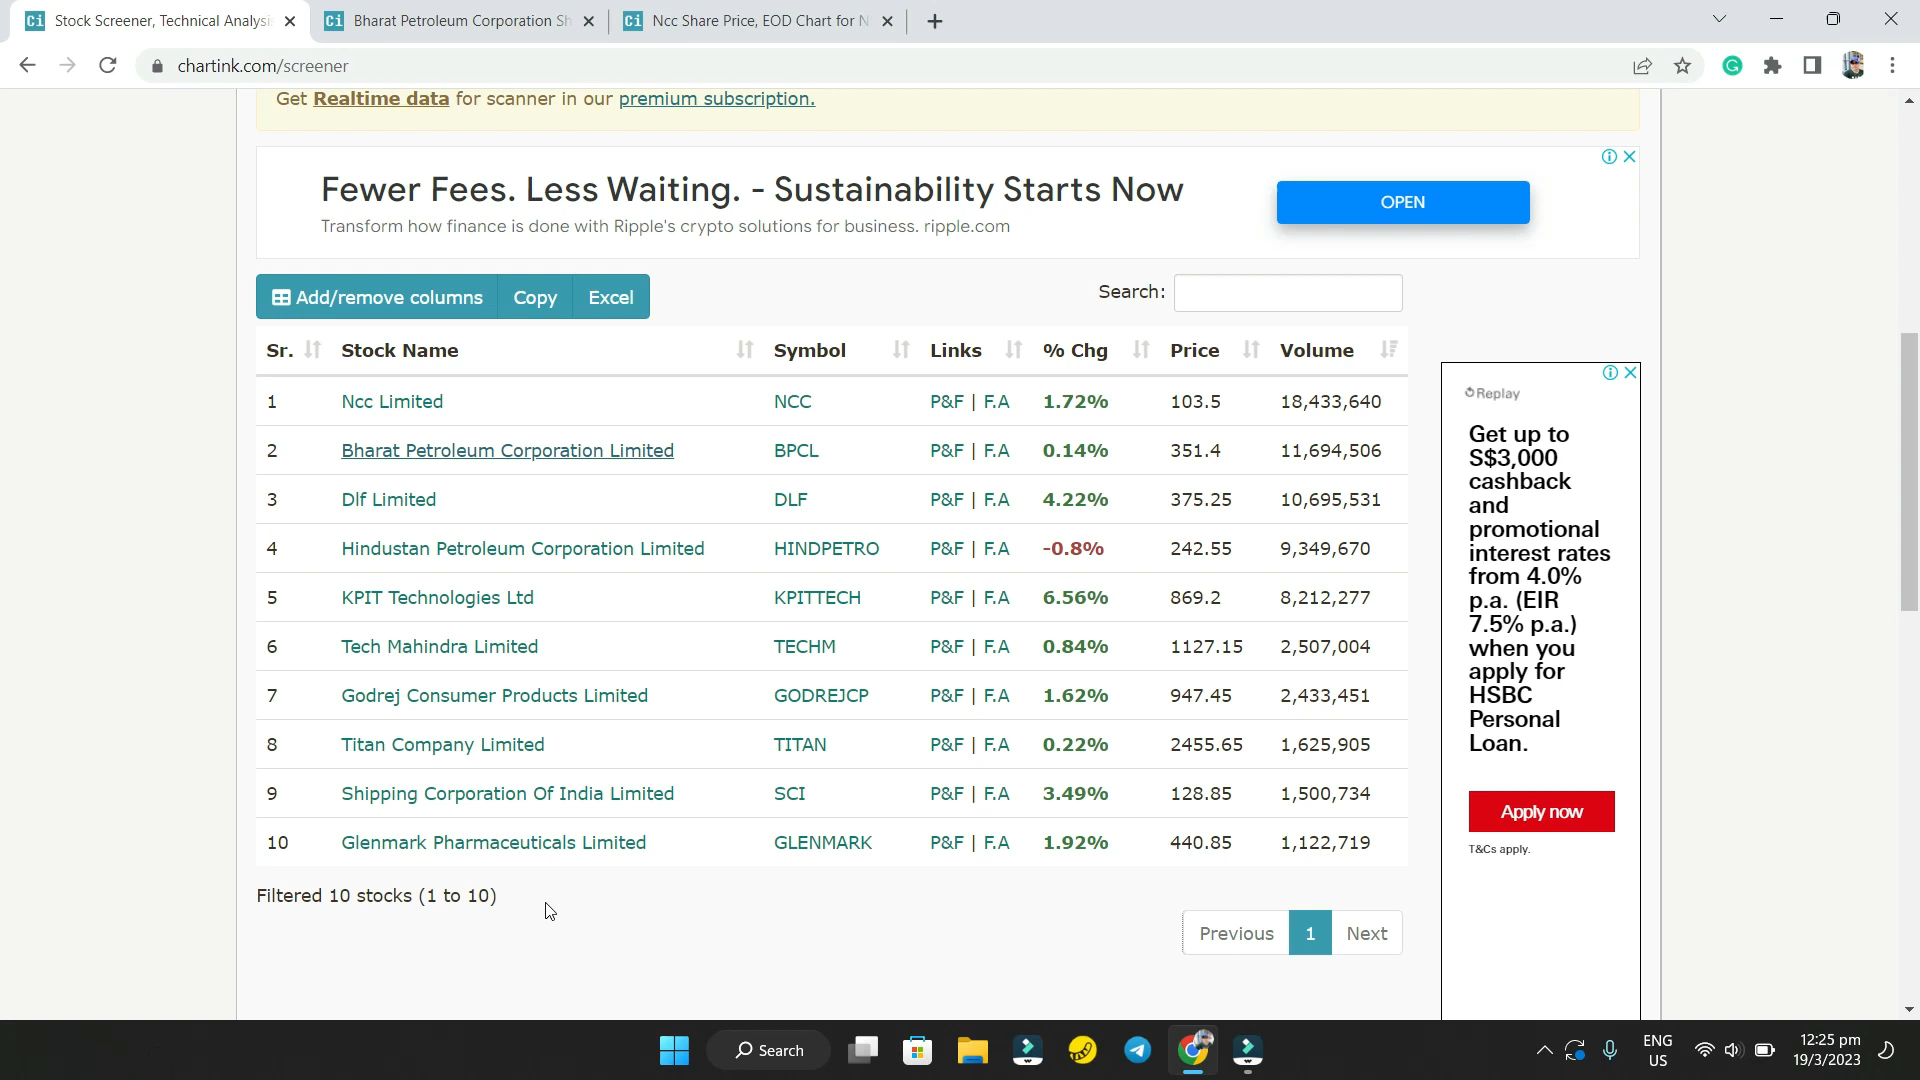 Stock Screener, Technical Analysi
Bharat Petroleum Corporation Sh
Ncc Share Price, EOD Chart for N
chartink.com/screener
Get Realtime data for scanner in our premium subscription.
Fewer Fees. Less Waiting. - Sustainability Starts Now
Transform how finance is done with Ripple's crypto solutions for business. ripple.com
OPEN
Add/remove columns Copy Excel
Search:
Sr. Stock Name Symbol Links % Chg Price Volume
1 Ncc Limited NCC P&F | F.A 1.72% 103.5 18,433,640
2 Bharat Petroleum Corporation Limited BPCL P&F | F.A 0.14% 351.4 11,694,506
3 Dlf Limited DLF P&F | F.A 4.22% 375.25 10,695,531
4 Hindustan Petroleum Corporation Limited HINDPETRO P&F | F.A -0.8% 242.55 9,349,670
5 KPIT Technologies Ltd KPITTECH P&F | F.A 6.56% 869.2 8,212,277
6 Tech Mahindra Limited TECHM P&F | F.A 0.84% 1127.15 2,507,004
7 Godrej Consumer Products Limited GODREJCP P&F | F.A 1.62% 947.45 2,433,451
8 Titan Company Limited TITAN P&F | F.A 0.22% 2455.65 1,625,905
9 Shipping Corporation Of India Limited SCI P&F | F.A 3.49% 128.85 1,500,734
10 Glenmark Pharmaceuticals Limited GLENMARK P&F | F.A 1.92% 440.85 1,122,719
Filtered 10 stocks (1 to 10)
Previous 1 Next
Replay
Get up to
S$3,000
cashback
and
promotional
interest rates
from 4.0%
p.a. (EIR
7.5% p.a.)
when you
apply for
HSBC
Personal
Loan.
Apply now
T&Cs apply.
Search
ENG
US
12:25 pm
19/3/2023